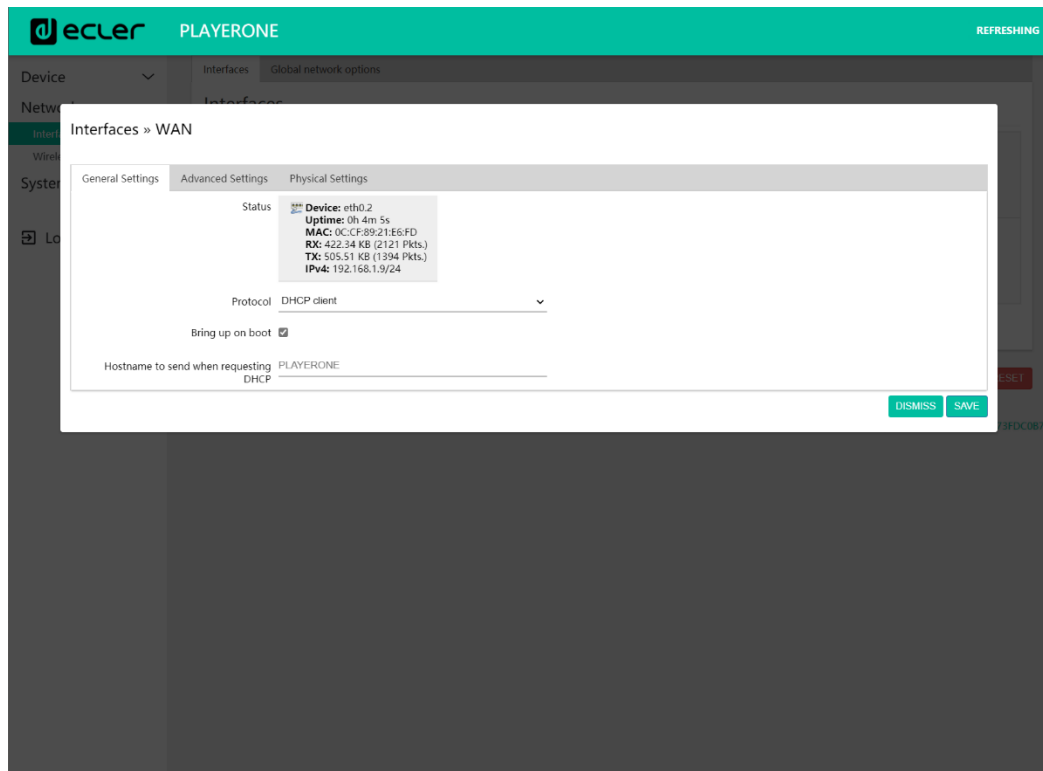 ecler PLAYERONE REFRESHING
Device
Interfaces Global network options
Interfaces
Interfaces » WAN
General Settings Advanced Settings Physical Settings
Status
Device: eth0.2
Uptime: 0h 4m 5s
MAC: 0C:CF:89:21:E6:FD
RX: 422.34 KB (2121 Pkts.)
TX: 505.51 KB (1394 Pkts.)
IPv4: 192.168.1.9/24
Protocol DHCP client
Bring up on boot
Hostname to send when requesting DHCP
PLAYERONE
DISMISS SAVE